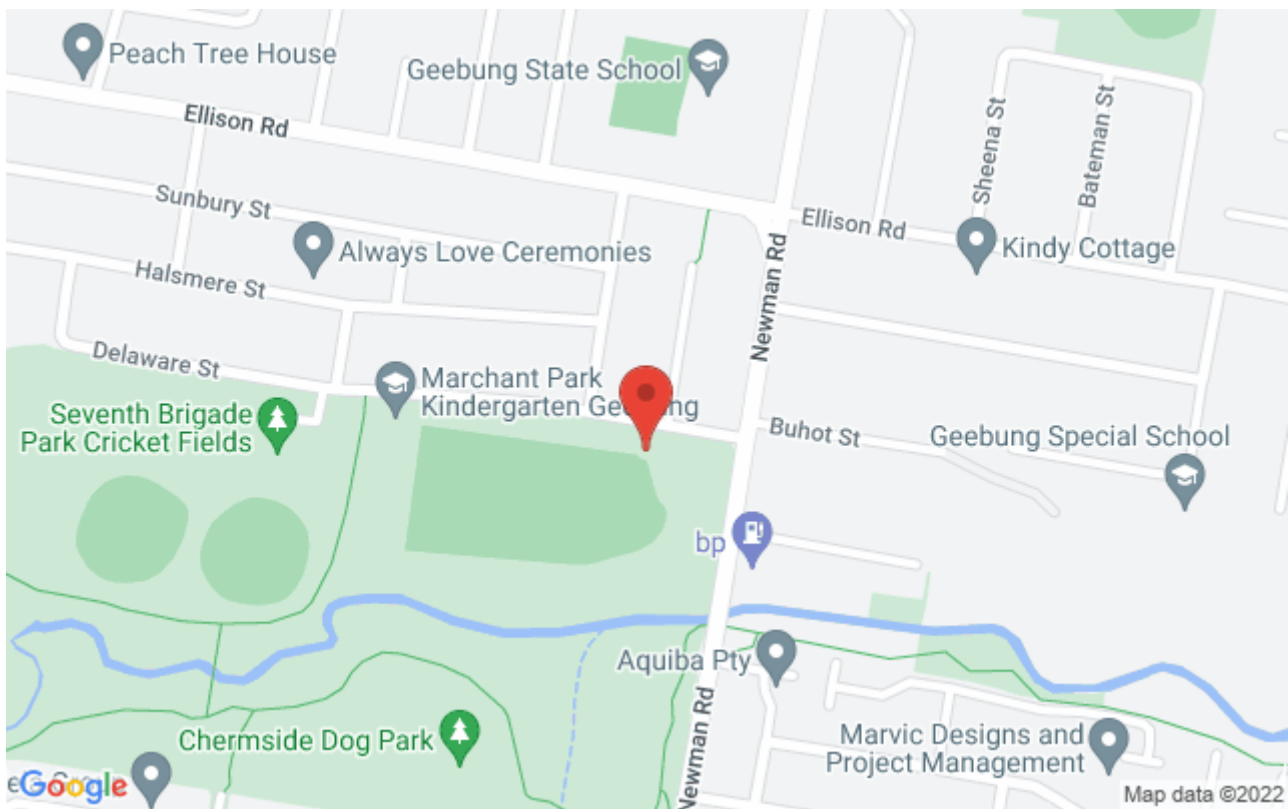 Peach Tree House
Geebung State School
Ellison Rd
Sheena St
Bateman St
Sunbury St
Ellison Rd
Always Love Ceremonies
Kindy Cottage
Halsmere St
Newman Rd
Delaware St
Marchant Park
Kindergarten Geebung
Seventh Brigade
Park Cricket Fields
Buhot St
Geebung Special School
bp
Aquiba Pty
Newman Rd
Chermside Dog Park
Marvic Designs and
Project Management
Google
Map data ©2022